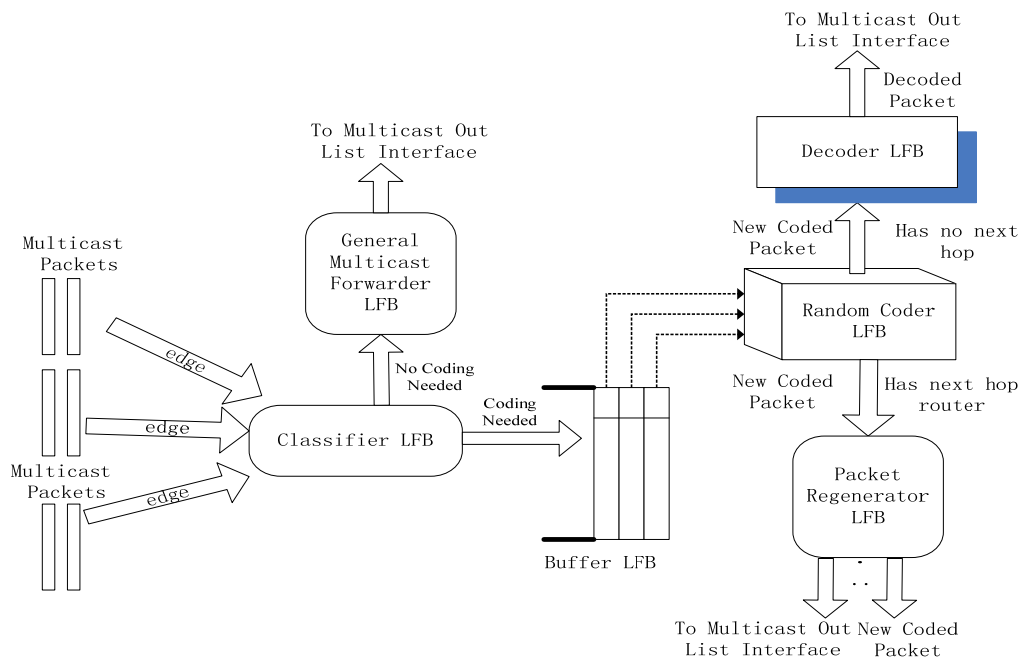 To Multicast Out
List Interface
Decoded
Packet
Decoder LFB
To Multicast Out
List Interface
General
Multicast
Forwarder
LFB
New Coded
Packet
Has no next
hop
Multicast
Packets
edge
edge
edge
Multicast
Packets
No Coding
Needed
Classifier LFB
Coding
Needed
Buffer LFB
Random Coder
LFB
New Coded
Packet
Has next hop
router
Packet
Regenerator
LFB
To Multicast Out
List Interface
New Coded
Packet